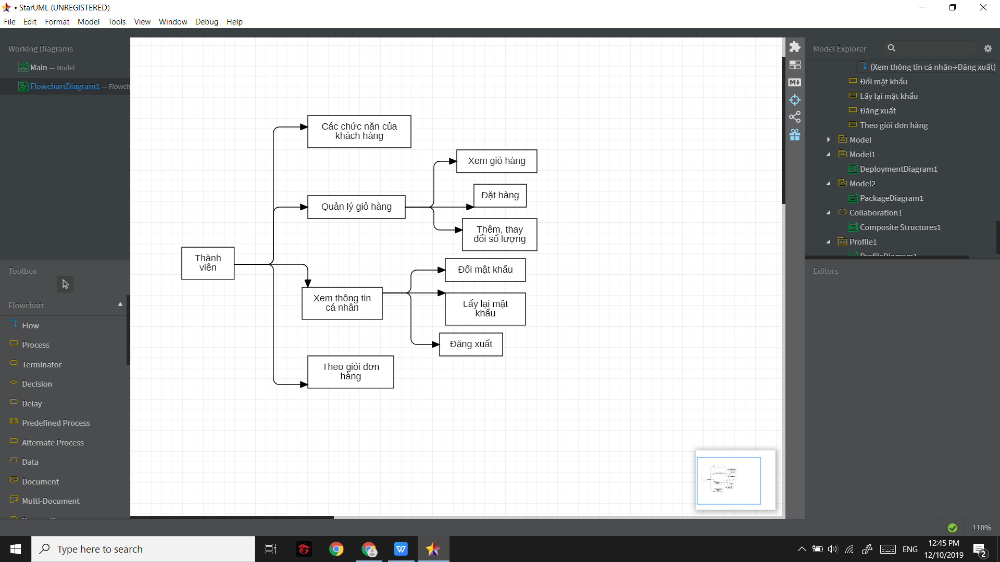 • StarUML (UNREGISTERED)
File Edit Format Model Tools View Window Debug Help
Working Diagrams
Main — Model
FlowchartDiagram1 — Flowch
Toolbox
Flowchart
Flow
Process
Terminator
Decision
Delay
Predefined Process
Alternate Process
Data
Document
Multi-Document
Các chức năn của
khách hàng
Xem giỏ hàng
Đặt hàng
Quản lý giỏ hàng
Thêm, thay
đổi số lượng
Thành
viên
Đổi mật khẩu
Xem thông tin
cá nhân
Lấy lại mật
khẩu
Đăng xuất
Theo giỏi đơn
hàng
Model Explorer
(Xem thông tin cá nhân→Đăng xuất)
Đổi mật khẩu
Lấy lại mật khẩu
Đăng xuất
Theo giỏi đơn hàng
Model
Model1
DeploymentDiagram1
Model2
PackageDiagram1
Collaboration1
Composite Structures1
Profile1
ProfileDiagram1
Editors
110%
Type here to search
ENG
12:45 PM
12/10/2019
2